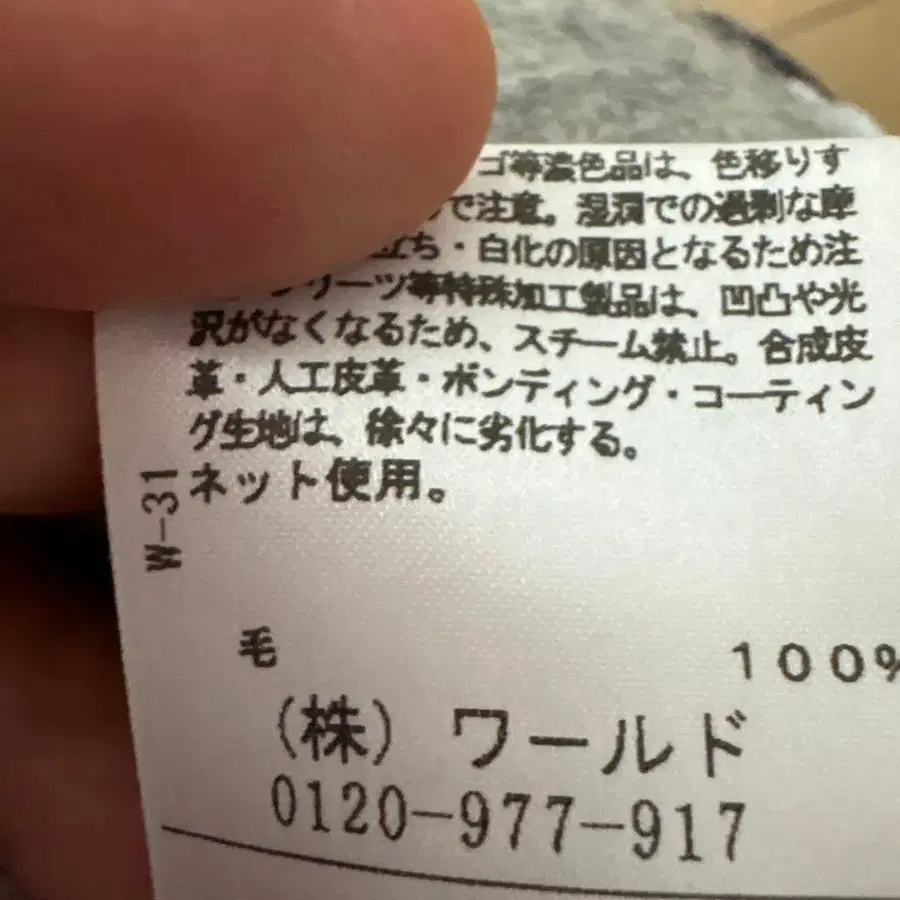 ゴ等濃色品は、色移りす
で注意。湿潤での過剰な摩
立ち・白化の原因となるため注
プリーツ等特殊加工製品は、凹凸や光
沢がなくなるため、スチーム禁止。合成皮
革・人工皮革・ボンディング・コーティン
グ生地は、徐々に劣化する。
ネット使用。
W-31
毛 100%
(株) ワールド
0120-977-917